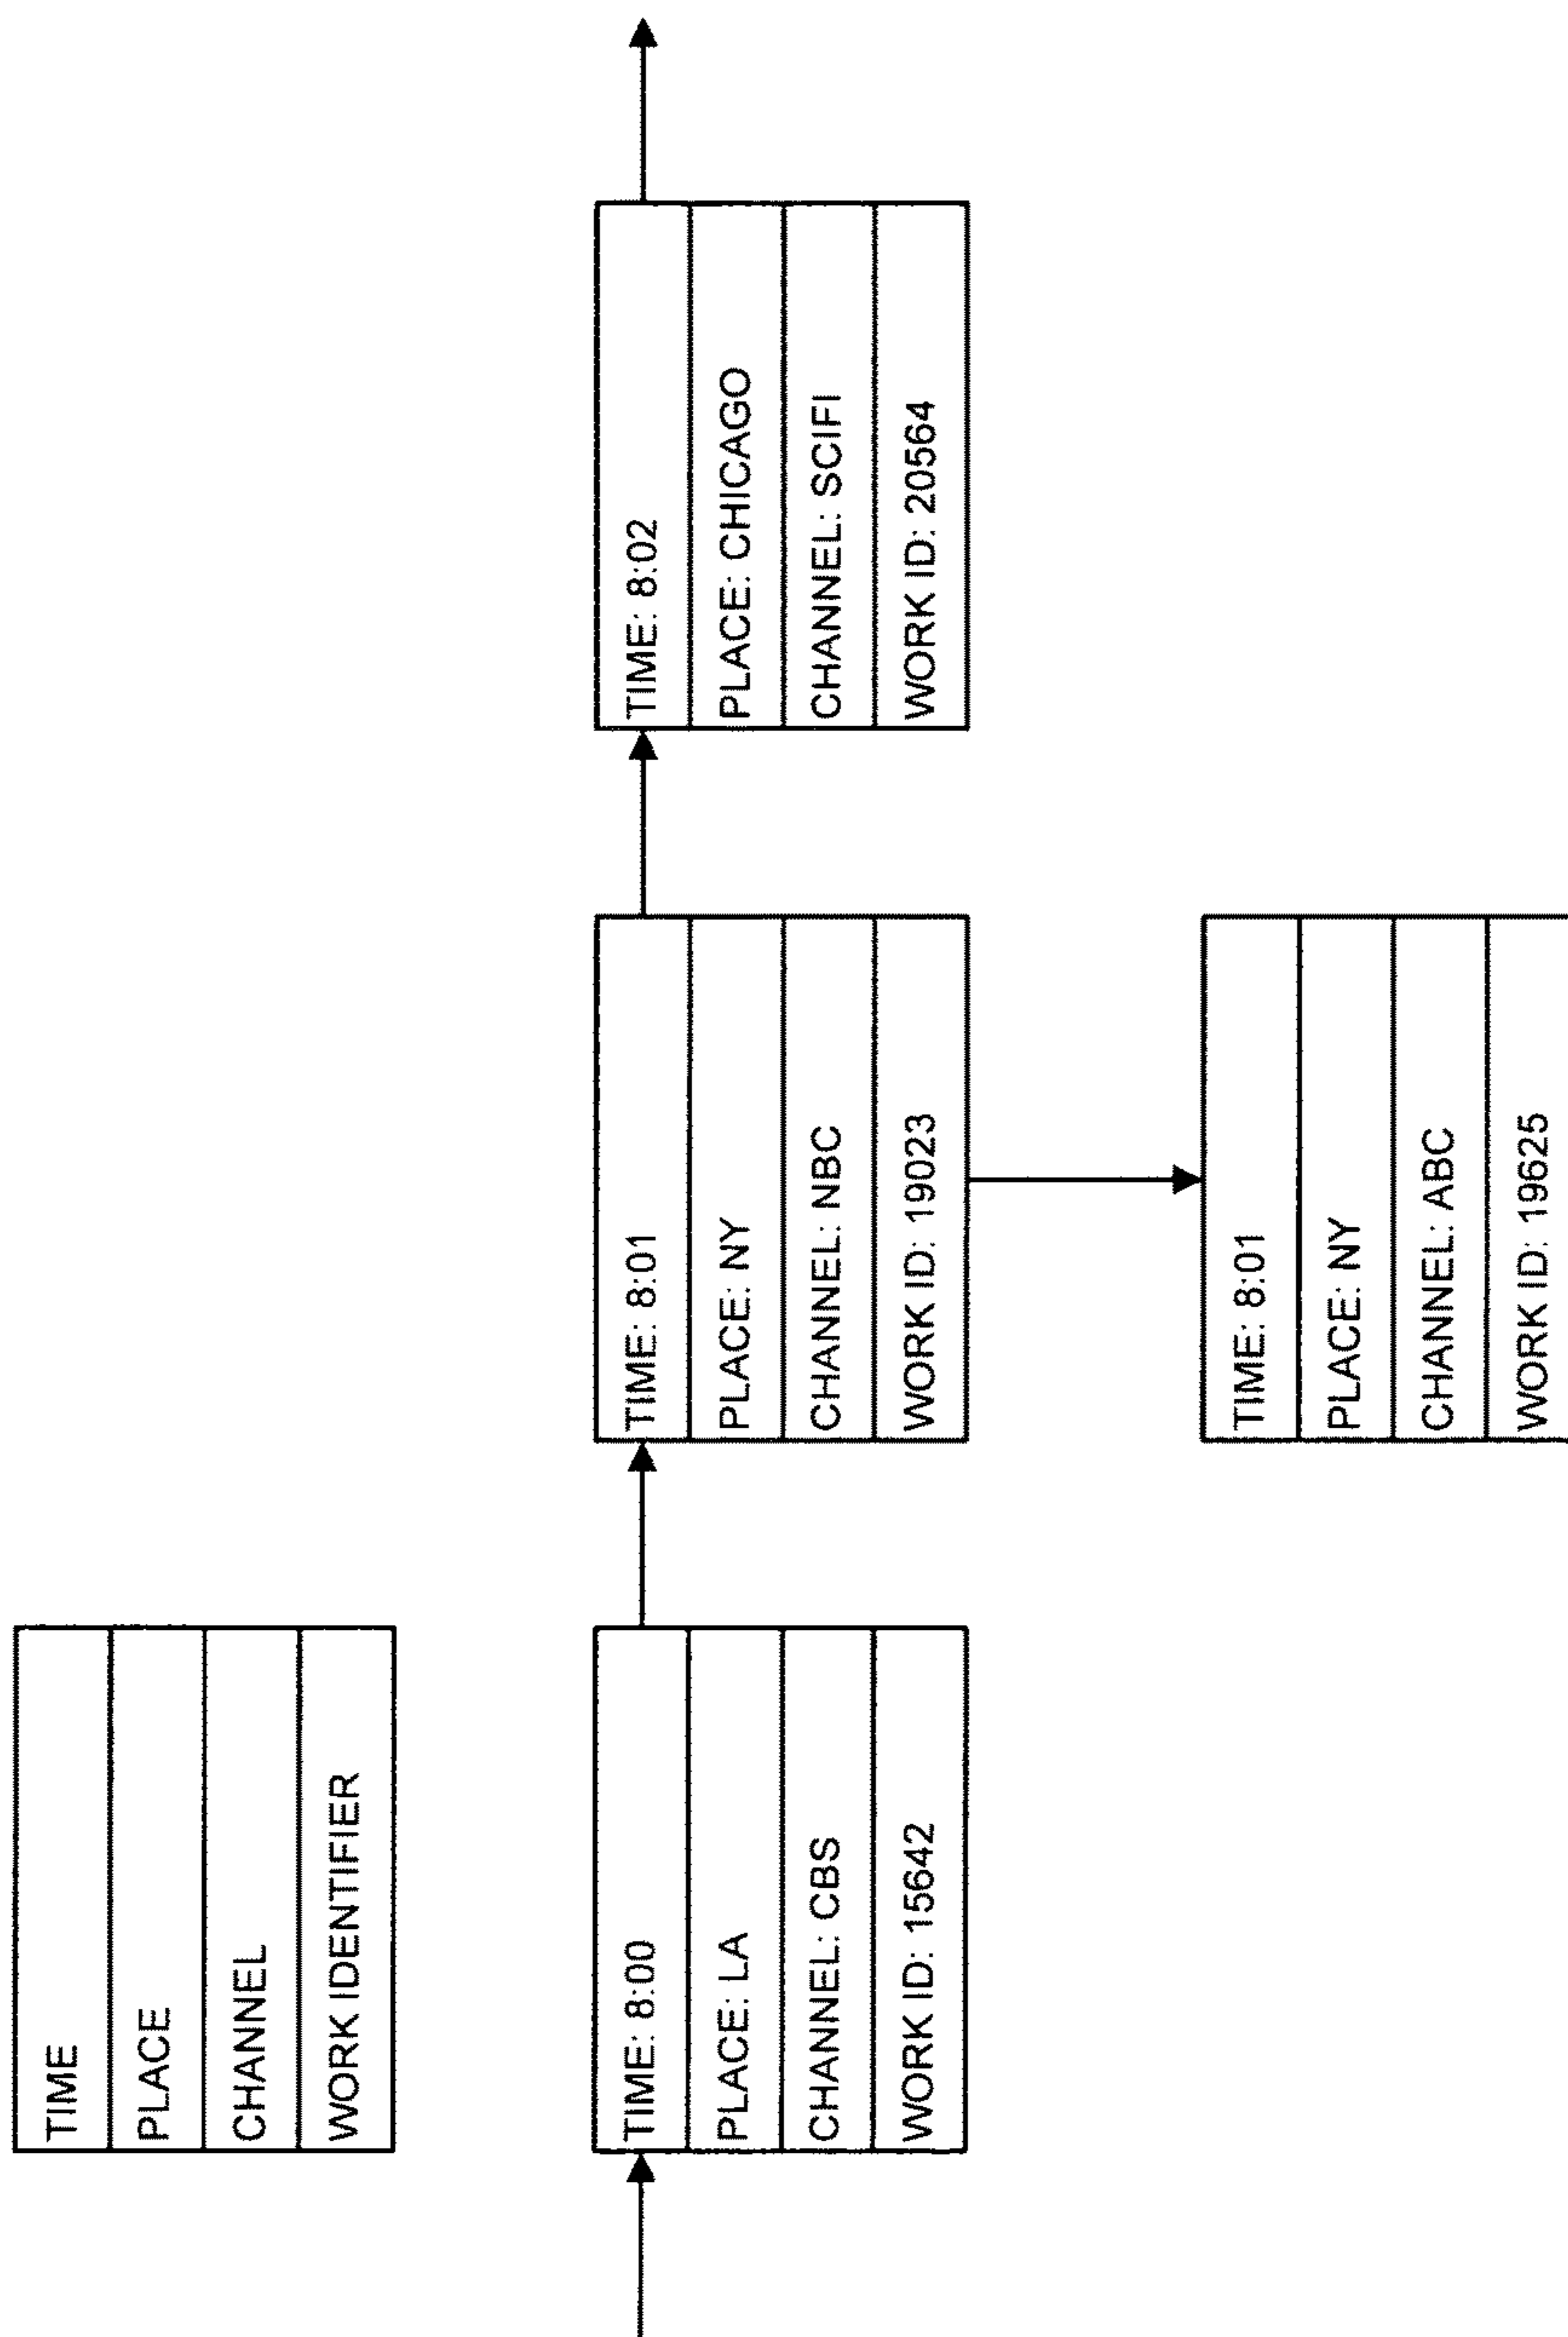 TIME
PLACE
CHANNEL
WORK IDENTIFIER
TIME: 8:00
PLACE: LA
CHANNEL: CBS
WORK ID: 15642
TIME: 8:01
PLACE: NY
CHANNEL: NBC
WORK ID: 19023
TIME: 8:02
PLACE: CHICAGO
CHANNEL: SCIFI
WORK ID: 20564
TIME: 8:01
PLACE: NY
CHANNEL: ABC
WORK ID: 19625